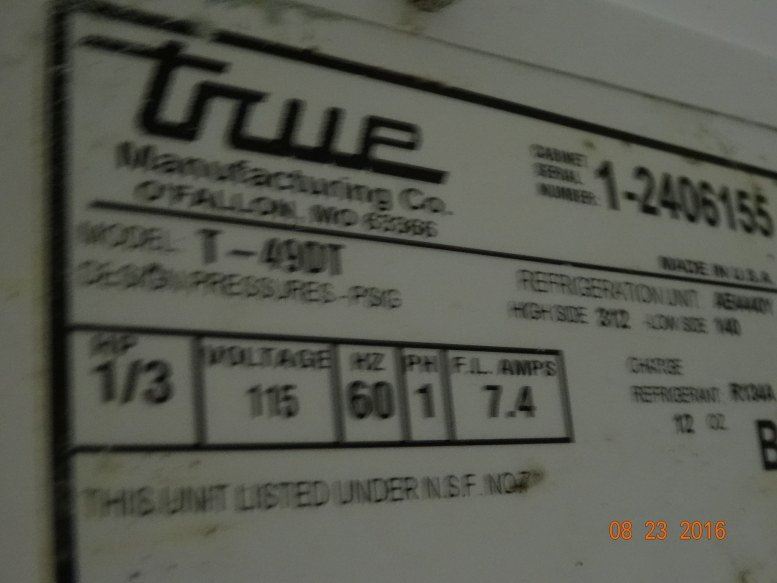 true
Manufacturing Co.
O'FALLON, MO 63366
CABINET
SERIAL
NUMBER: 1-2406155
MADE IN U.S.A.
MODEL: T-49DT
DESIGN PRESSURES-PSIG
REFRIGERATION UNIT:
HIGH SIDE 312 -LOW SIDE 140
HP VOLTAGE HZ PH F.L. AMPS
1/3 115 60 1 7.4
CHARGE
REFRIGERANT: R134A
12 OZ
B
THIS UNIT LISTED UNDER N.S.F. NO.7
08 23 2016